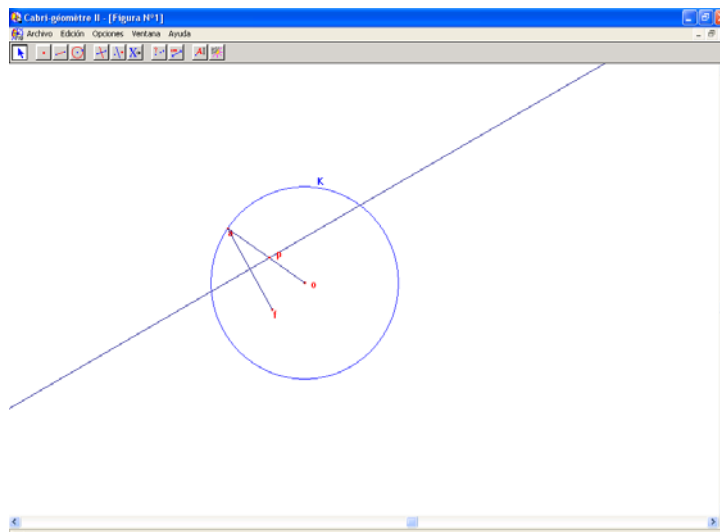 Cabri-géomètre II - [Figura Nº1]
Archivo Edición Opciones Ventana Ayuda
K
a
p
o
f